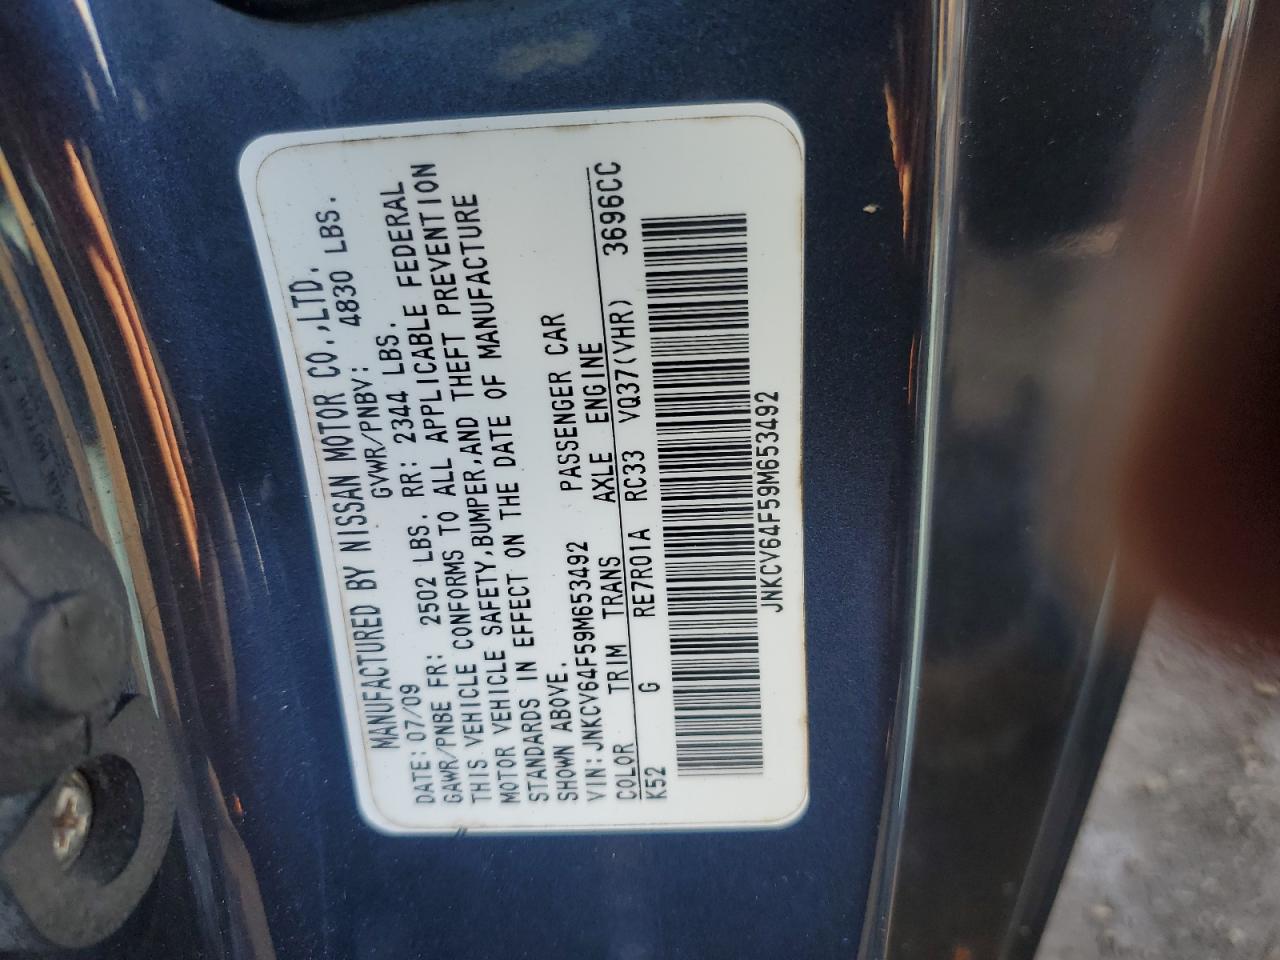 MANUFACTURED BY NISSAN MOTOR CO.,LTD.
DATE: 07/09 GVWR/PNBV: 4830 LBS.
GAWR/PNBE FR: 2502 LBS. RR: 2344 LBS.
THIS VEHICLE CONFORMS TO ALL APPLICABLE FEDERAL
MOTOR VEHICLE SAFETY,BUMPER,AND THEFT PREVENTION
STANDARDS IN EFFECT ON THE DATE OF MANUFACTURE
SHOWN ABOVE.
VIN:JNKCV64F59M653492 PASSENGER CAR
COLOR TRIM TRANS AXLE ENGINE
K52 G RE7R01A RC33 VQ37(VHR) 3696CC
JNKCV64F59M653492